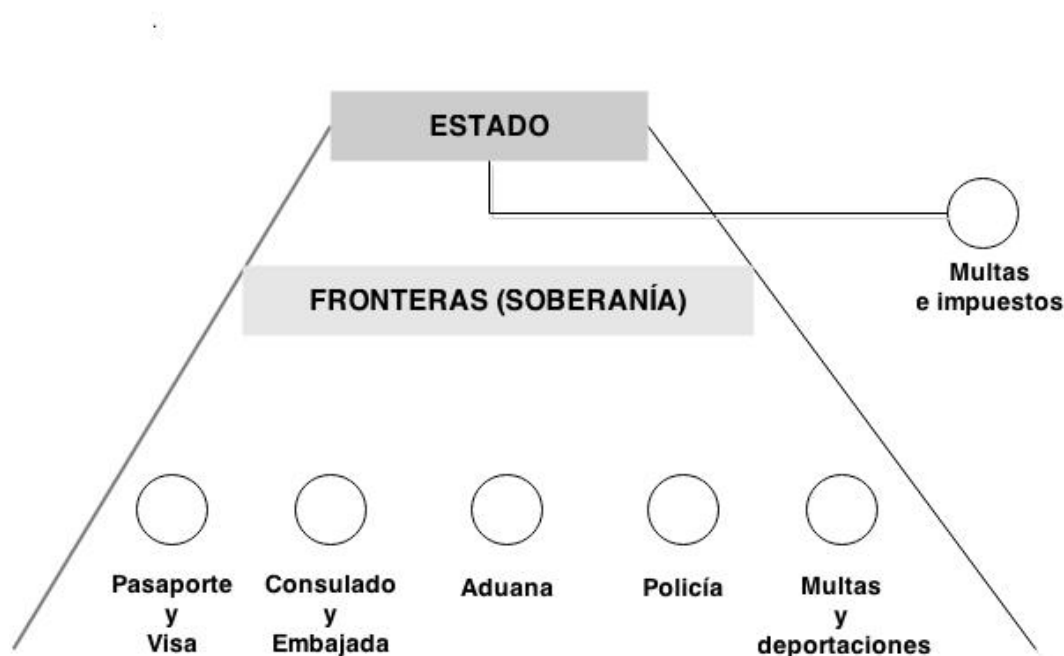 ESTADO
Multas
e impuestos
FRONTERAS (SOBERANÍA)
Pasaporte
y
Visa
Consulado
y
Embajada
Aduana
Policía
Multas
y
deportaciones